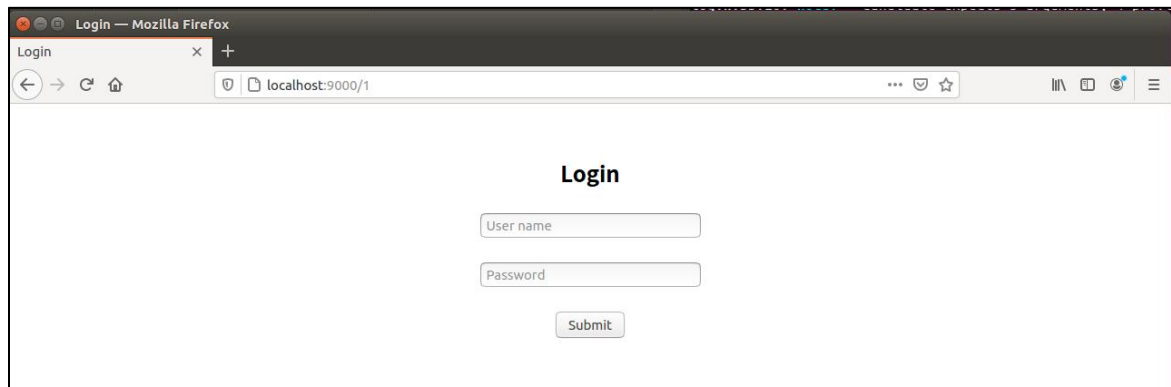 Login — Mozilla Firefox
Login
localhost:9000/1
Login
User name
Password
Submit